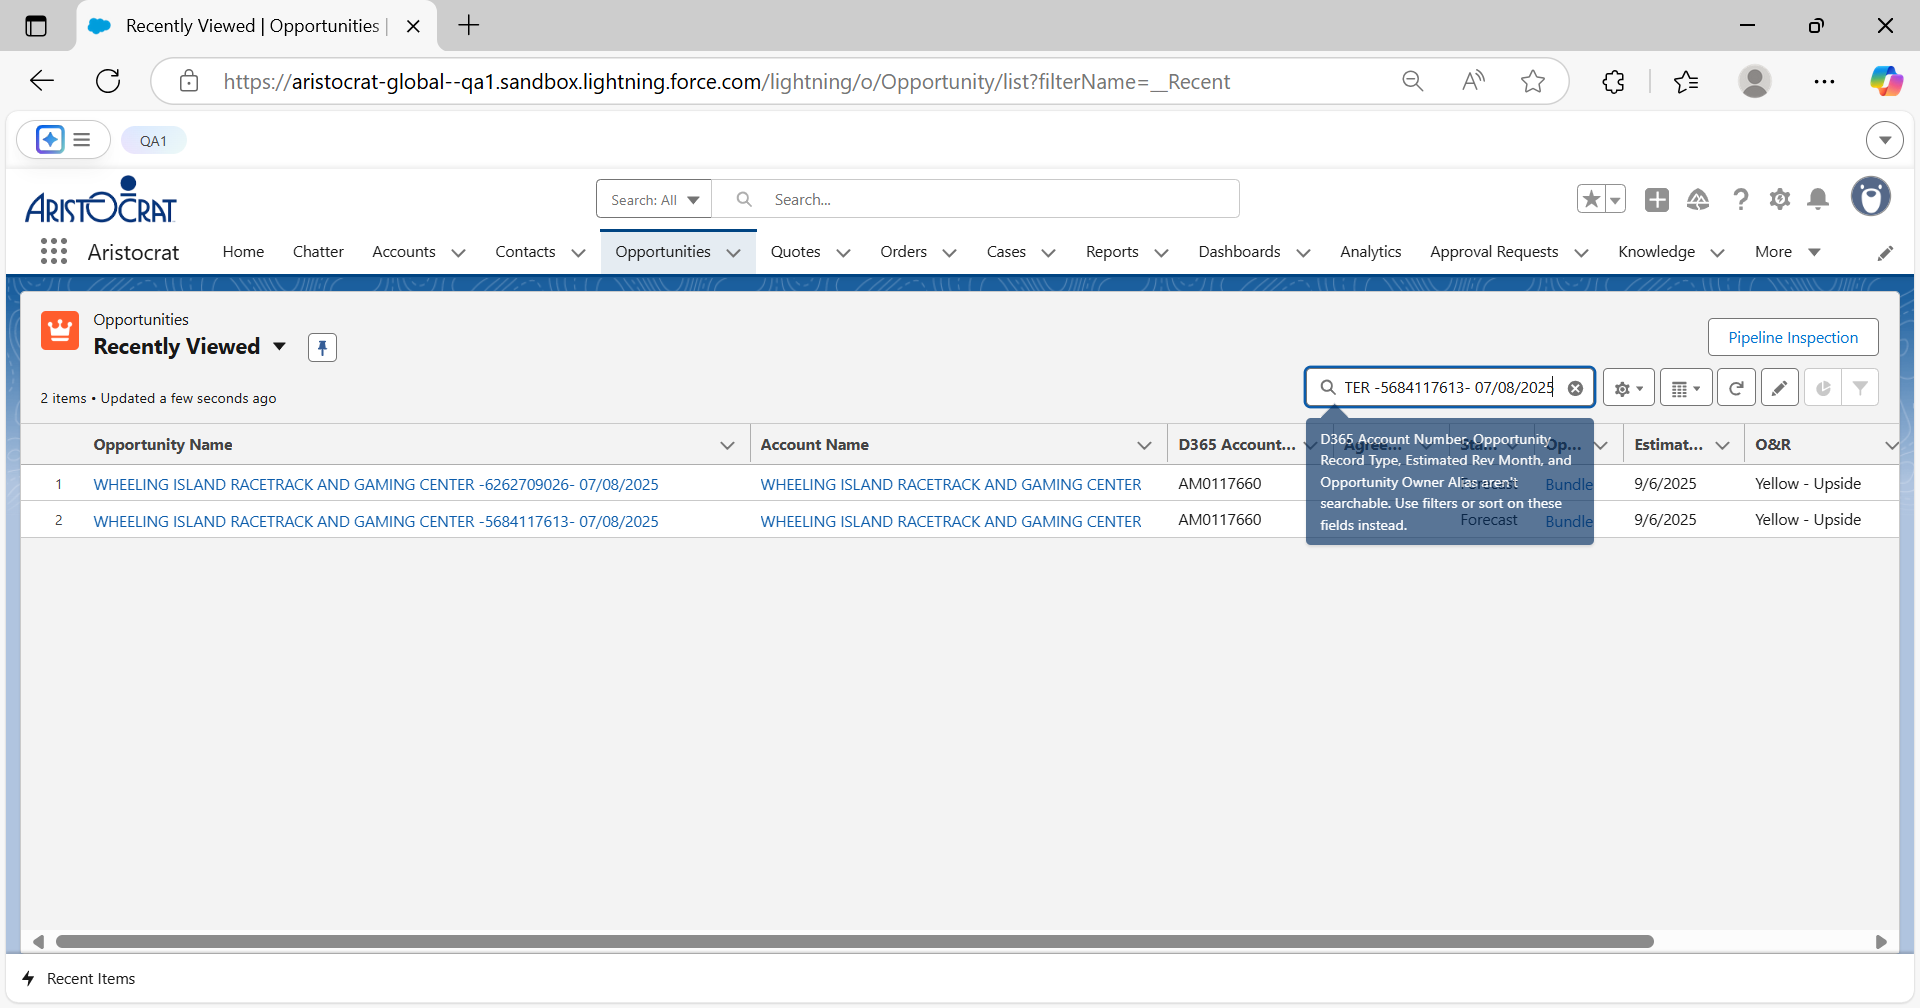 Recently Viewed | Opportunities |
https://aristocrat-global--qa1.sandbox.lightning.force.com/lightning/o/Opportunity/list?filterName=__Recent
QA1
ARISTOCRAT
Search: All
Search...
Aristocrat
Home
Chatter
Accounts
Contacts
Opportunities
Quotes
Orders
Cases
Reports
Dashboards
Analytics
Approval Requests
Knowledge
More
Opportunities
Recently Viewed
Pipeline Inspection
2 items • Updated a few seconds ago
TER -5684117613- 07/08/2025
Opportunity Name
Account Name
D365 Account...
Agree...
Sta...
Op...
Estimat...
O&R
D365 Account Number, Opportunity
Record Type, Estimated Rev Month, and
Opportunity Owner Alias aren't
searchable. Use filters or sort on these
fields instead.
1 WHEELING ISLAND RACETRACK AND GAMING CENTER -6262709026- 07/08/2025 WHEELING ISLAND RACETRACK AND GAMING CENTER AM0117660 Forecast Bundle 9/6/2025 Yellow - Upside
2 WHEELING ISLAND RACETRACK AND GAMING CENTER -5684117613- 07/08/2025 WHEELING ISLAND RACETRACK AND GAMING CENTER AM0117660 Forecast Bundle 9/6/2025 Yellow - Upside
Recent Items